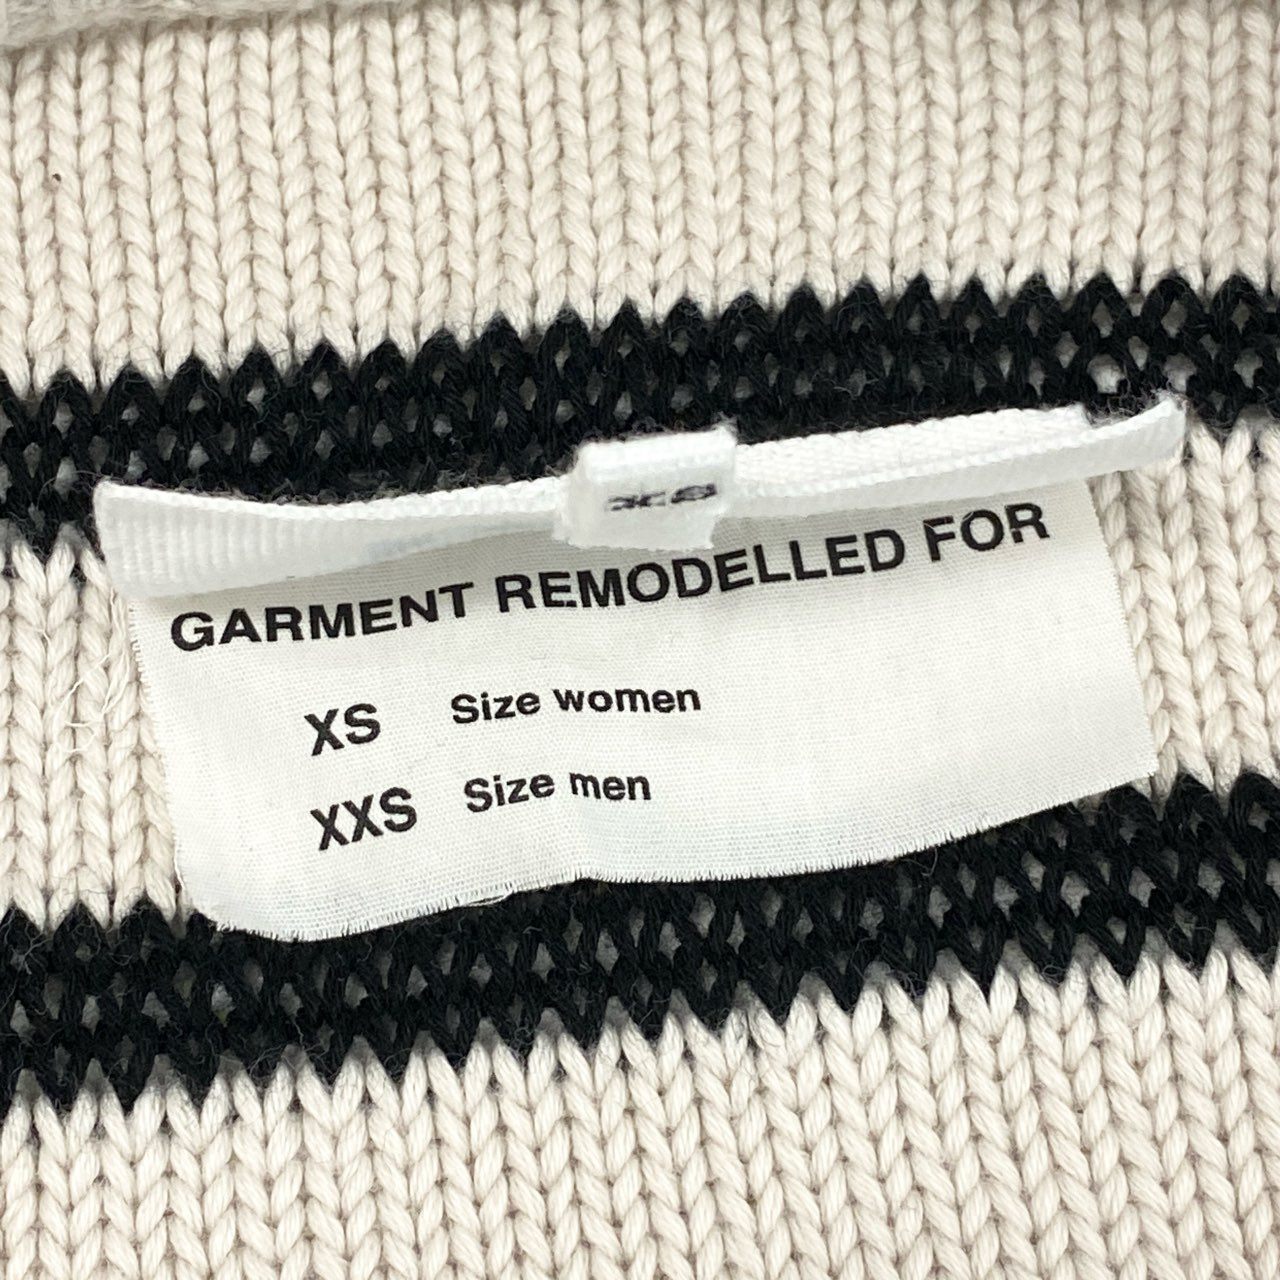 GARMENT REMODELLED FOR
XS Size women
XXS Size men